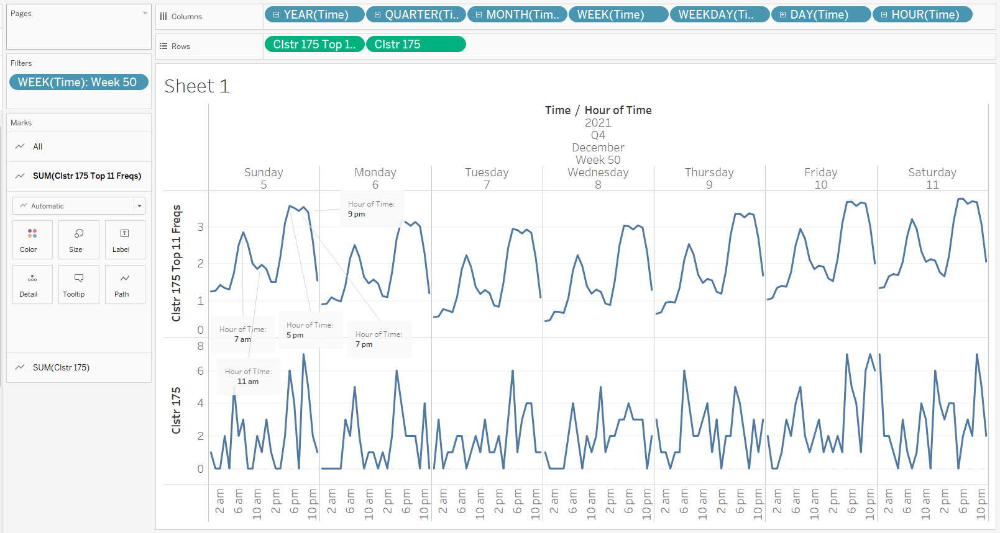 Pages
Columns
YEAR(Time)
QUARTER(Ti..
MONTH(Tim..
WEEK(Time)
WEEKDAY(Ti..
DAY(Time)
HOUR(Time)
Rows
Clstr 175 Top 1..
Clstr 175
Filters
WEEK(Time): Week 50
Marks
All
SUM(Clstr 175 Top 11 Freqs)
Automatic
Color
Size
Label
Detail
Tooltip
Path
SUM(Clstr 175)
Sheet 1
Time / Hour of Time
2021
Q4
December
Week 50
Sunday
Monday
Tuesday
Wednesday
Thursday
Friday
Saturday
5
6
7
8
9
10
11
Clstr 175 Top 11 Freqs
3
2
1
0
Hour of Time:
9 pm
Hour of Time:
7 am
Hour of Time:
5 pm
Hour of Time:
7 pm
Hour of Time:
11 am
Clstr 175
8
6
4
2
0
2 am
6 am
10 am
2 pm
6 pm
10 pm
2 am
6 am
10 am
2 pm
6 pm
10 pm
2 am
6 am
10 am
2 pm
6 pm
10 pm
2 am
6 am
10 am
2 pm
6 pm
10 pm
2 am
6 am
10 am
2 pm
6 pm
10 pm
2 am
6 am
10 am
2 pm
6 pm
10 pm
2 am
6 am
10 am
2 pm
6 pm
10 pm